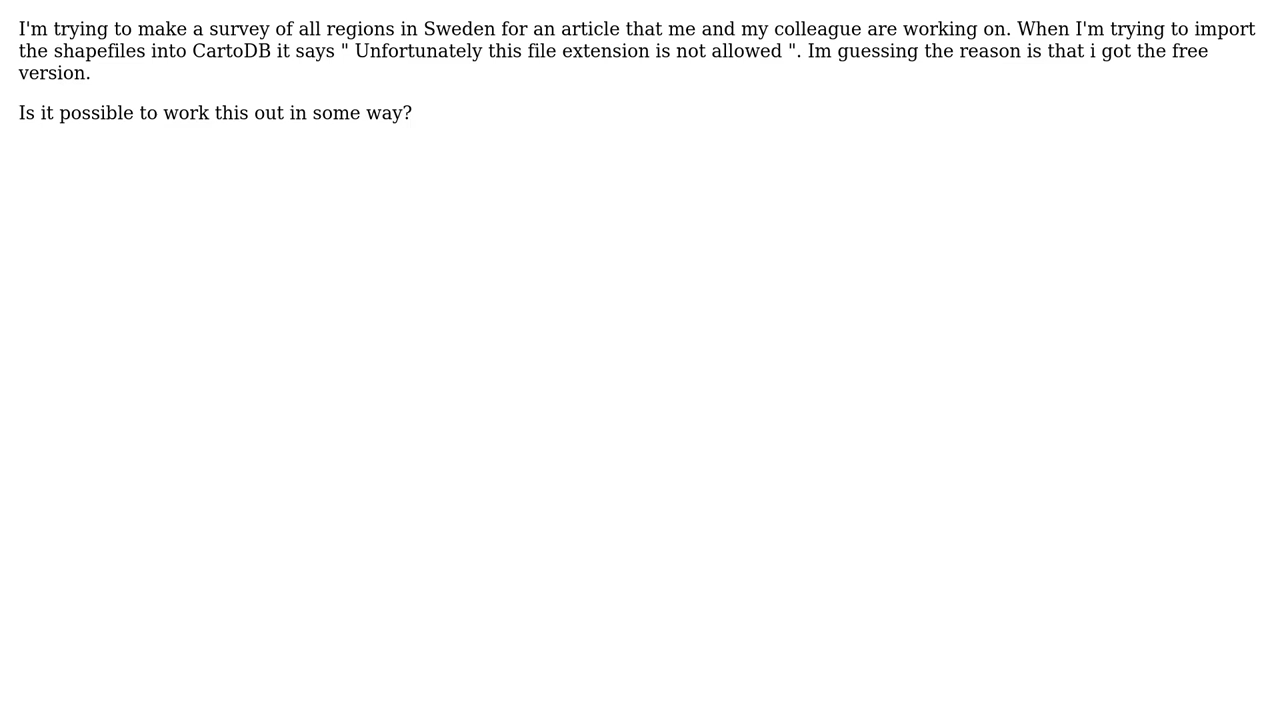 I'm trying to make a survey of all regions in Sweden for an article that me and my colleague are working on. When I'm trying to import
the shapefiles into CartoDB it says " Unfortunately this file extension is not allowed ". Im guessing the reason is that i got the free
version.
Is it possible to work this out in some way?